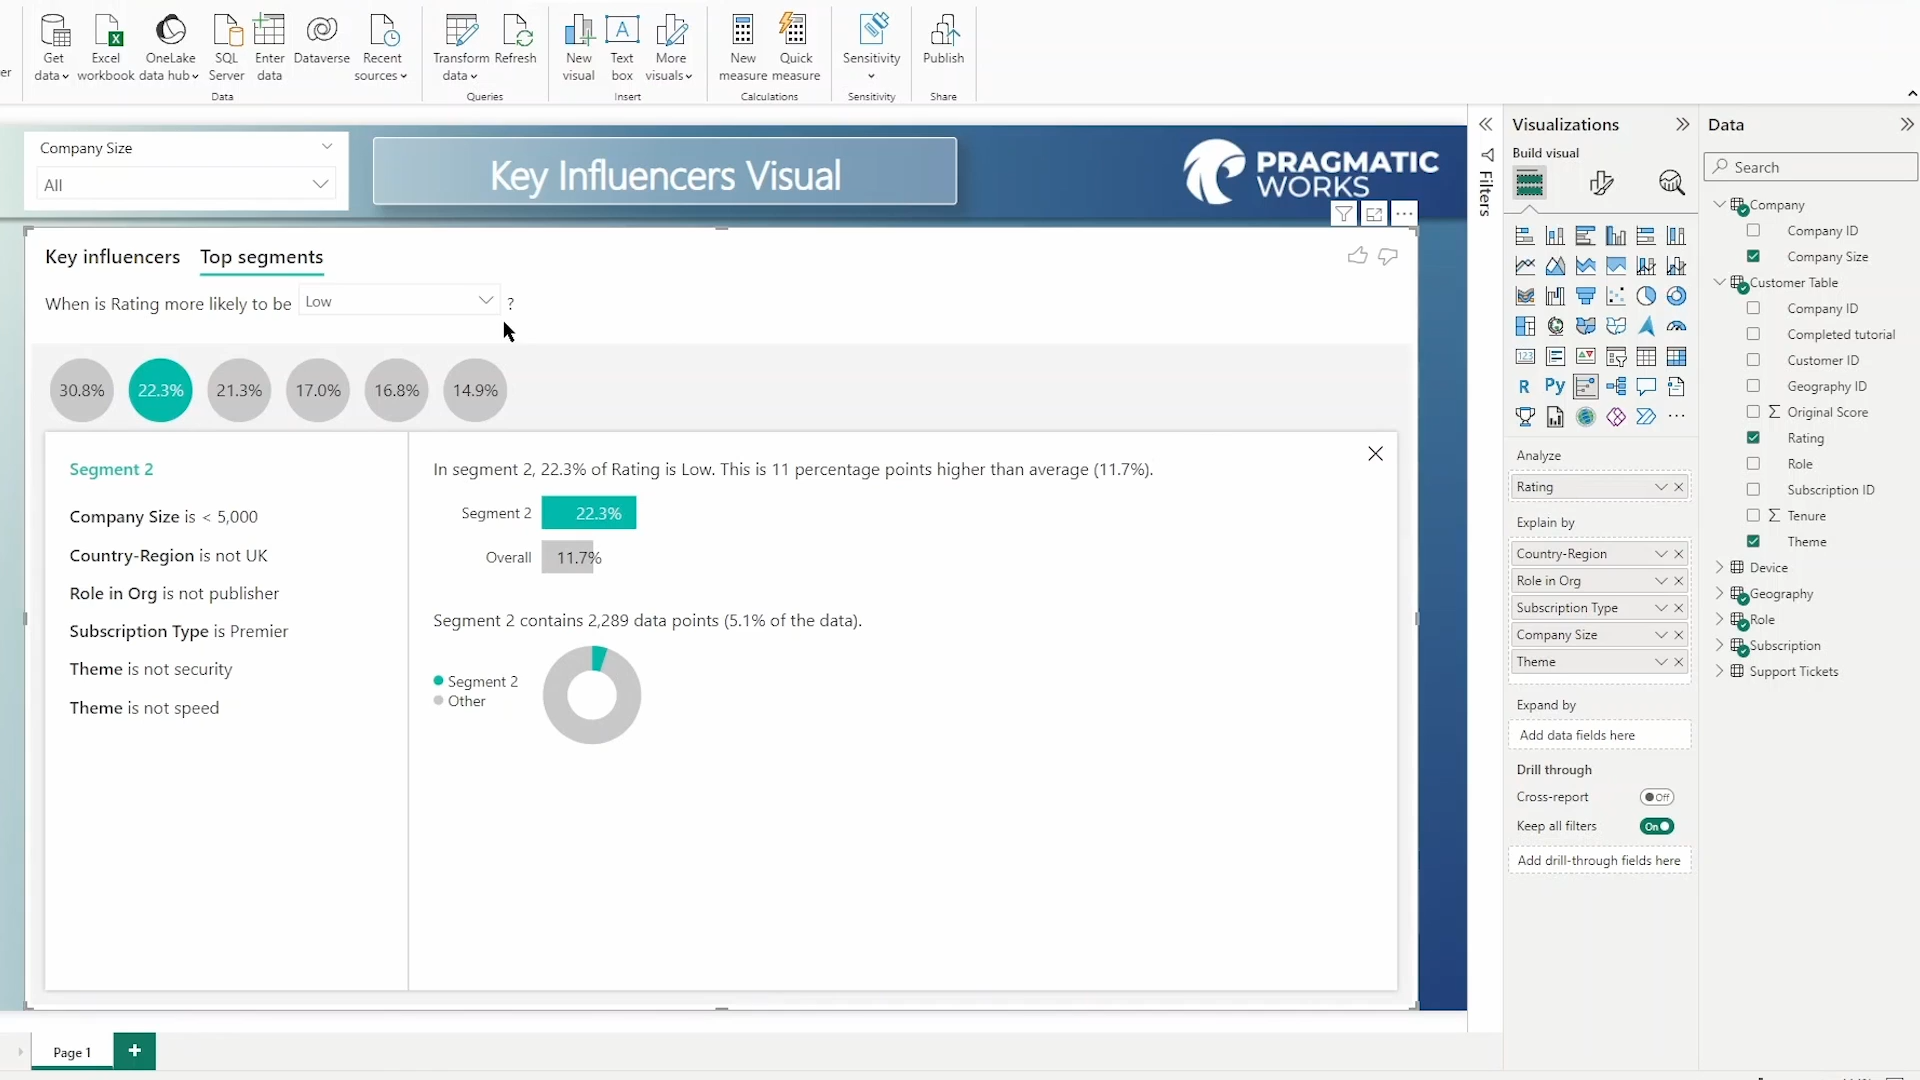 er
Get data
Excel workbook
OneLake data hub
SQL Server
Enter data
Dataverse
Recent sources
Data
Transform data
Refresh
Queries
New visual
A
Text box
More visuals
Insert
New measure
Quick measure
Calculations
Sensitivity
Sensitivity
Publish
Share
Company Size
All
Key Influencers Visual
PRAGMATIC
WORKS
Key influencers
Top segments
When is Rating more likely to be
Low
?
30.8%
22.3%
21.3%
17.0%
16.8%
14.9%
Segment 2
Company Size is < 5,000
Country-Region is not UK
Role in Org is not publisher
Subscription Type is Premier
Theme is not security
Theme is not speed
In segment 2, 22.3% of Rating is Low. This is 11 percentage points higher than average (11.7%).
Segment 2
22.3%
Overall
11.7%
Segment 2 contains 2,289 data points (5.1% of the data).
Segment 2
Other
Page 1
Filters
Visualizations
Build visual
123
R
Py
Analyze
Rating
Explain by
Country-Region
Role in Org
Subscription Type
Company Size
Theme
Expand by
Add data fields here
Drill through
Cross-report
Off
Keep all filters
On
Add drill-through fields here
Data
Search
Company
Company ID
Company Size
Customer Table
Company ID
Completed tutorial
Customer ID
Geography ID
Σ Original Score
Rating
Role
Subscription ID
Σ Tenure
Theme
Device
Geography
Role
Subscription
Support Tickets